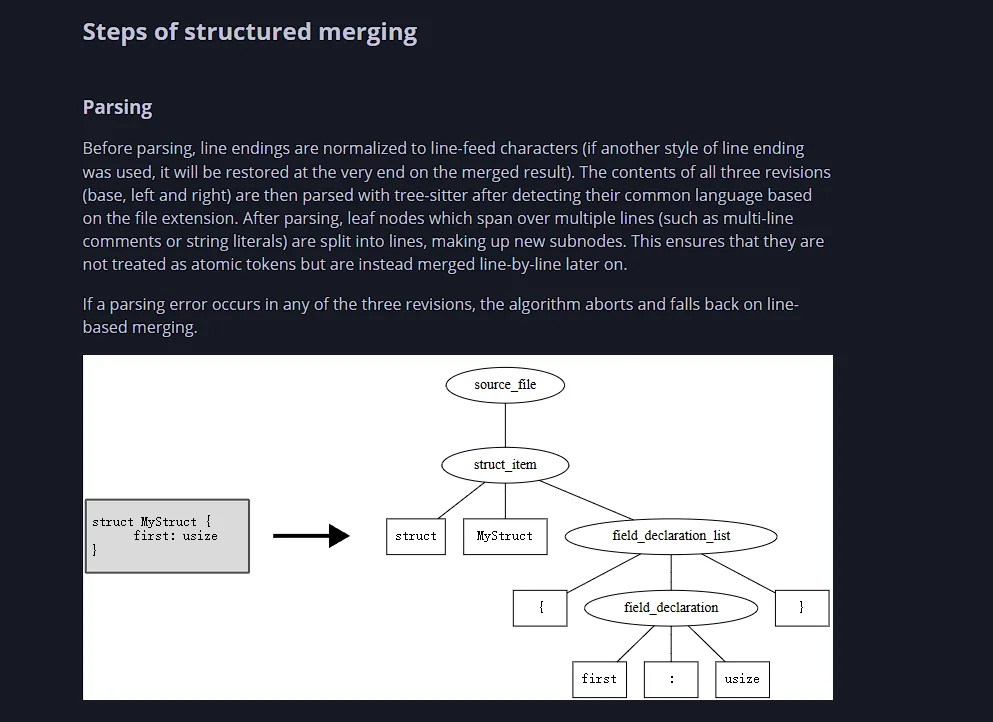 Steps of structured merging
Parsing
Before parsing, line endings are normalized to line-feed characters (if another style of line ending
was used, it will be restored at the very end on the merged result). The contents of all three revisions
(base, left and right) are then parsed with tree-sitter after detecting their common language based
on the file extension. After parsing, leaf nodes which span over multiple lines (such as multi-line
comments or string literals) are split into lines, making up new subnodes. This ensures that they are
not treated as atomic tokens but are instead merged line-by-line later on.
If a parsing error occurs in any of the three revisions, the algorithm aborts and falls back on line-
based merging.
struct MyStruct {
first: usize
}
source_file
struct_item
struct
MyStruct
field_declaration_list
{
field_declaration
}
first
:
usize